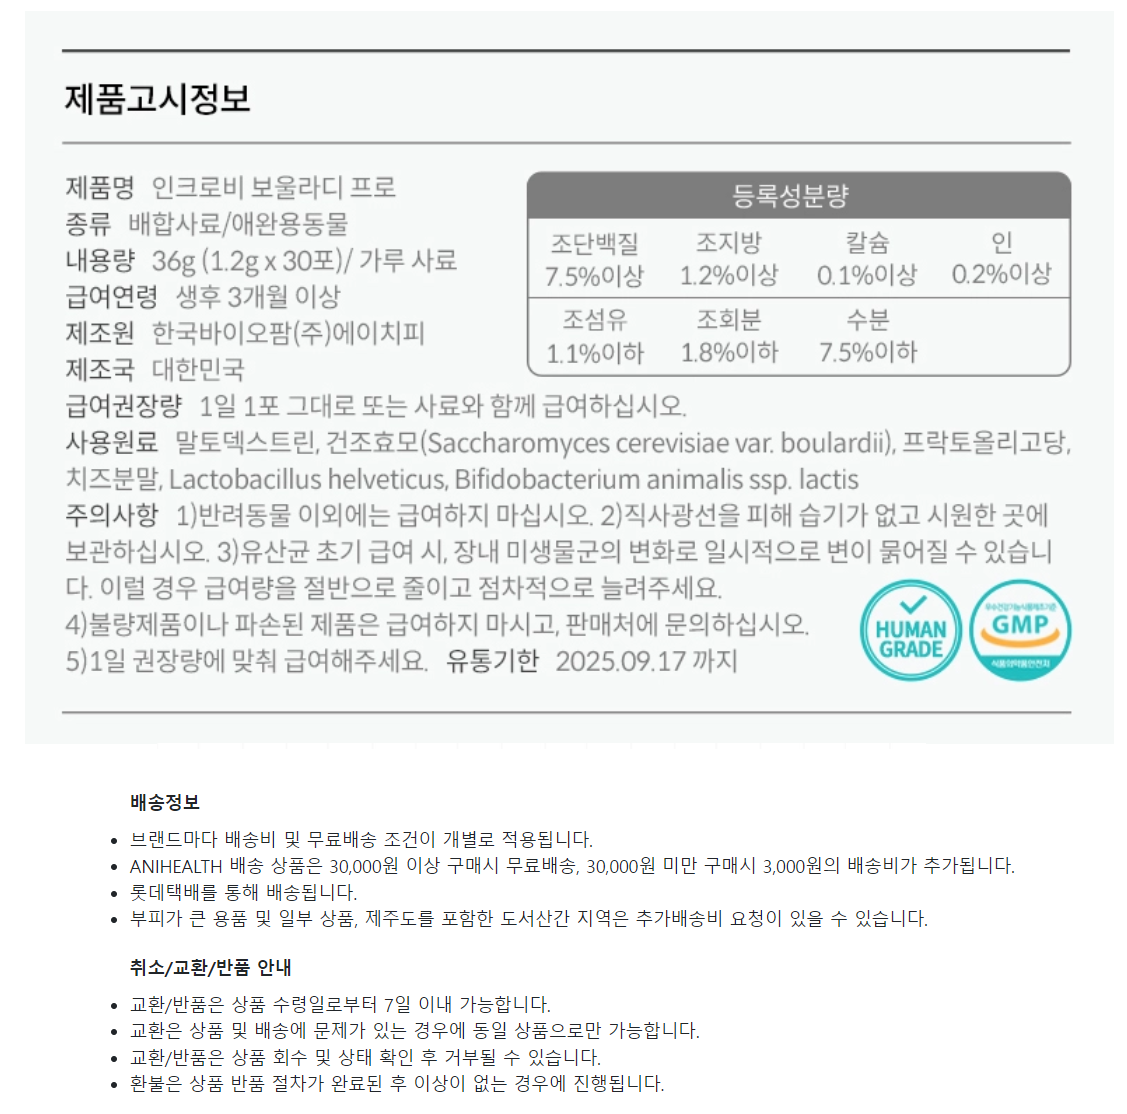 제품고시정보
제품명 인크로비 보울라디 프로
종류 배합사료/애완용동물
내용량 36g (1.2g x 30포)/ 가루 사료
급여연령 생후 3개월 이상
제조원 한국바이오팜(주)에이치피
제조국 대한민국
등록성분량
조단백질 조지방 칼슘 인
7.5%이상 1.2%이상 0.1%이상 0.2%이상
조섬유 조회분 수분
1.1%이하 1.8%이하 7.5%이하
급여권장량 1일 1포 그대로 또는 사료와 함께 급여하십시오.
사용원료 말토덱스트린, 건조효모(Saccharomyces cerevisiae var. boulardii), 프락토올리고당,
치즈분말, Lactobacillus helveticus, Bifidobacterium animalis ssp. lactis
주의사항 1)반려동물 이외에는 급여하지 마십시오. 2)직사광선을 피해 습기가 없고 시원한 곳에
보관하십시오. 3)유산균 초기 급여 시, 장내 미생물군의 변화로 일시적으로 변이 묽어질 수 있습니
다. 이럴 경우 급여량을 절반으로 줄이고 점차적으로 늘려주세요.
4)불량제품이나 파손된 제품은 급여하지 마시고, 판매처에 문의하십시오.
5)1일 권장량에 맞춰 급여해주세요. 유통기한 2025.09.17 까지
HUMAN
GRADE
우수건강기능식품제조기준
GMP
식품의약품안전처
배송정보
브랜드마다 배송비 및 무료배송 조건이 개별로 적용됩니다.
ANIHEALTH 배송 상품은 30,000원 이상 구매시 무료배송, 30,000원 미만 구매시 3,000원의 배송비가 추가됩니다.
롯데택배를 통해 배송됩니다.
부피가 큰 용품 및 일부 상품, 제주도를 포함한 도서산간 지역은 추가배송비 요청이 있을 수 있습니다.
취소/교환/반품 안내
교환/반품은 상품 수령일로부터 7일 이내 가능합니다.
교환은 상품 및 배송에 문제가 있는 경우에 동일 상품으로만 가능합니다.
교환/반품은 상품 회수 및 상태 확인 후 거부될 수 있습니다.
환불은 상품 반품 절차가 완료된 후 이상이 없는 경우에 진행됩니다.